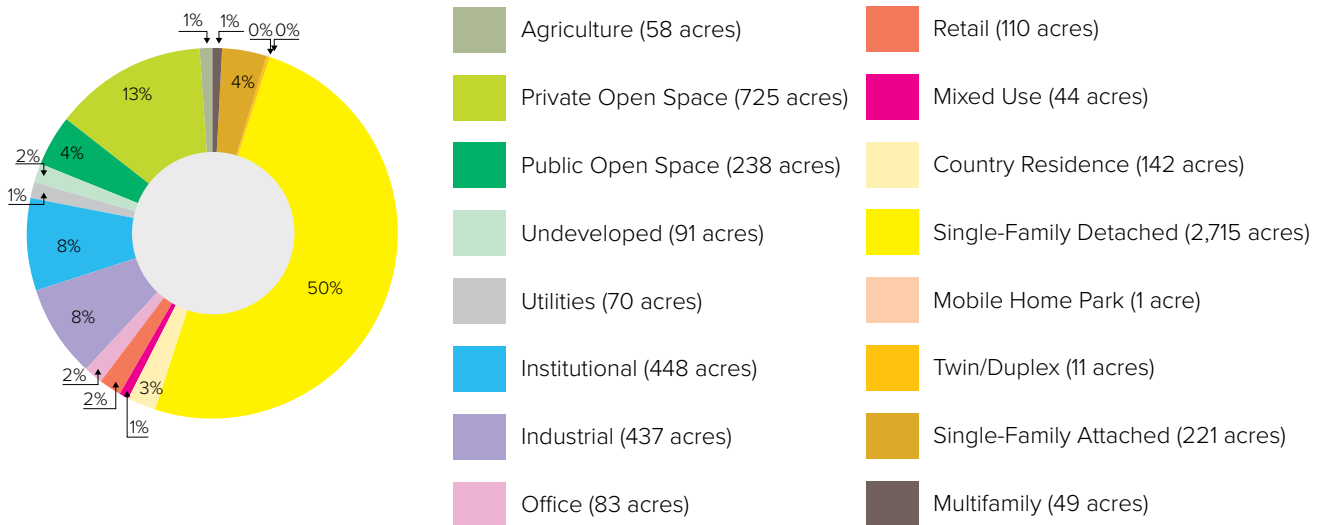 1%
1%
0%
0%
4%
13%
4%
2%
1%
8%
50%
8%
2%
3%
2%
1%
Agriculture (58 acres)
Private Open Space (725 acres)
Public Open Space (238 acres)
Undeveloped (91 acres)
Utilities (70 acres)
Institutional (448 acres)
Industrial (437 acres)
Office (83 acres)
Retail (110 acres)
Mixed Use (44 acres)
Country Residence (142 acres)
Single-Family Detached (2,715 acres)
Mobile Home Park (1 acre)
Twin/Duplex (11 acres)
Single-Family Attached (221 acres)
Multifamily (49 acres)